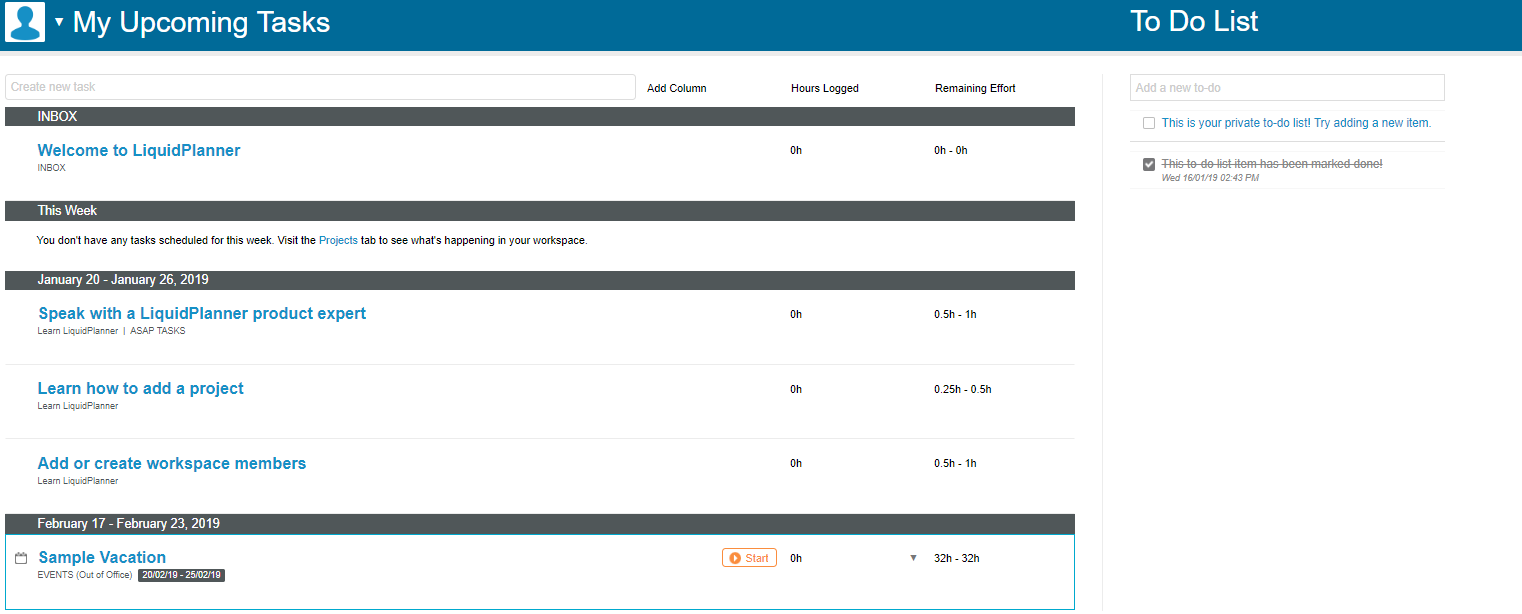 My Upcoming Tasks
To Do List
Create new task
Add Column
Hours Logged
Remaining Effort
Add a new to-do
INBOX
This is your private to-do list! Try adding a new item.
Welcome to LiquidPlanner
0h
0h - 0h
INBOX
This to-do list item has been marked done!
Wed 16/01/19 02:43 PM
This Week
You don't have any tasks scheduled for this week. Visit the Projects tab to see what's happening in your workspace.
January 20 - January 26, 2019
Speak with a LiquidPlanner product expert
0h
0.5h - 1h
Learn LiquidPlanner | ASAP TASKS
Learn how to add a project
0h
0.25h - 0.5h
Learn LiquidPlanner
Add or create workspace members
0h
0.5h - 1h
Learn LiquidPlanner
February 17 - February 23, 2019
Sample Vacation
Start
0h
32h - 32h
EVENTS (Out of Office) 20/02/19 - 25/02/19